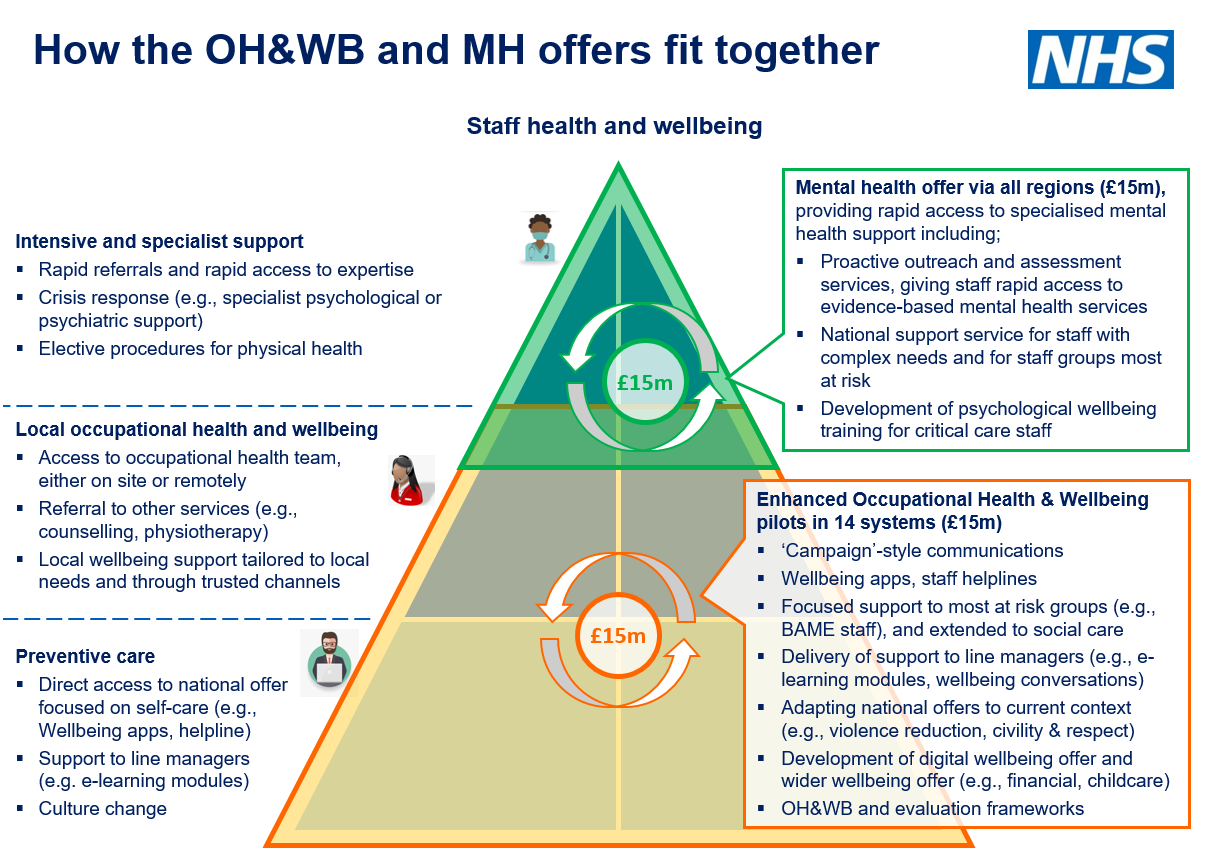 How the OH&WB and MH offers fit together
NHS
Staff health and wellbeing
Intensive and specialist support
▪ Rapid referrals and rapid access to expertise
▪ Crisis response (e.g., specialist psychological or
psychiatric support)
▪ Elective procedures for physical health
Local occupational health and wellbeing
▪ Access to occupational health team,
either on site or remotely
▪ Referral to other services (e.g.,
counselling, physiotherapy)
▪ Local wellbeing support tailored to local
needs and through trusted channels
Preventive care
▪ Direct access to national offer
focused on self-care (e.g.,
Wellbeing apps, helpline)
▪ Support to line managers
(e.g. e-learning modules)
▪ Culture change
£15m
£15m
Mental health offer via all regions (£15m),
providing rapid access to specialised mental
health support including;
▪ Proactive outreach and assessment
services, giving staff rapid access to
evidence-based mental health services
▪ National support service for staff with
complex needs and for staff groups most
at risk
▪ Development of psychological wellbeing
training for critical care staff
Enhanced Occupational Health & Wellbeing
pilots in 14 systems (£15m)
▪ ‘Campaign’-style communications
▪ Wellbeing apps, staff helplines
▪ Focused support to most at risk groups (e.g.,
BAME staff), and extended to social care
▪ Delivery of support to line managers (e.g., e-
learning modules, wellbeing conversations)
▪ Adapting national offers to current context
(e.g., violence reduction, civility & respect)
▪ Development of digital wellbeing offer and
wider wellbeing offer (e.g., financial, childcare)
▪ OH&WB and evaluation frameworks